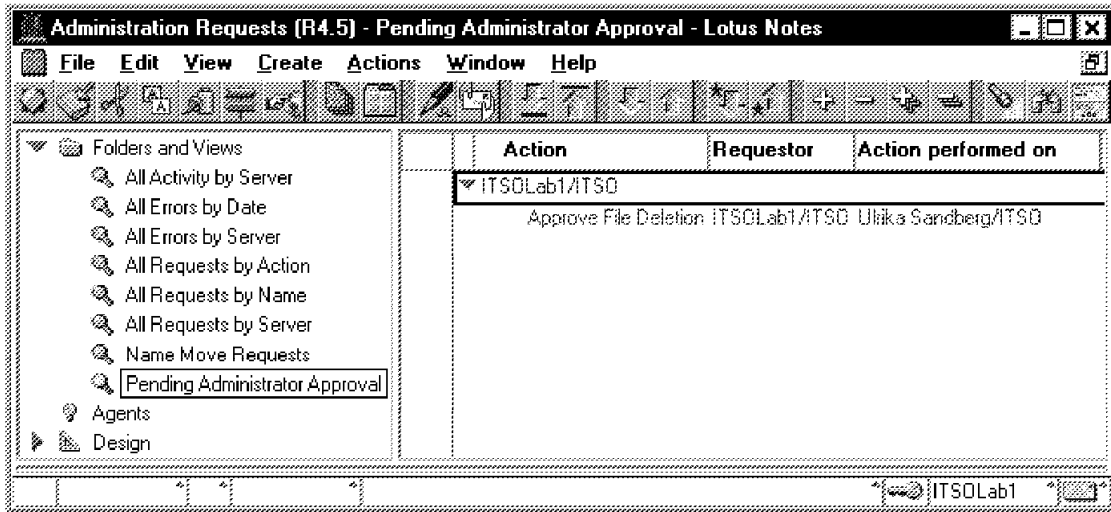 Administration Requests (R4.5) - Pending Administrator Approval - Lotus Notes
File Edit View Create Actions Window Help
Folders and Views
All Activity by Server
All Errors by Date
All Errors by Server
All Requests by Action
All Requests by Name
All Requests by Server
Name Move Requests
Pending Administrator Approval
Agents
Design
Action Requestor Action performed on
ITSOLab1/ITSO
Approve File Deletion ITSOLab1/ITSO Ulrika Sandberg/ITSO
ITSOLab1